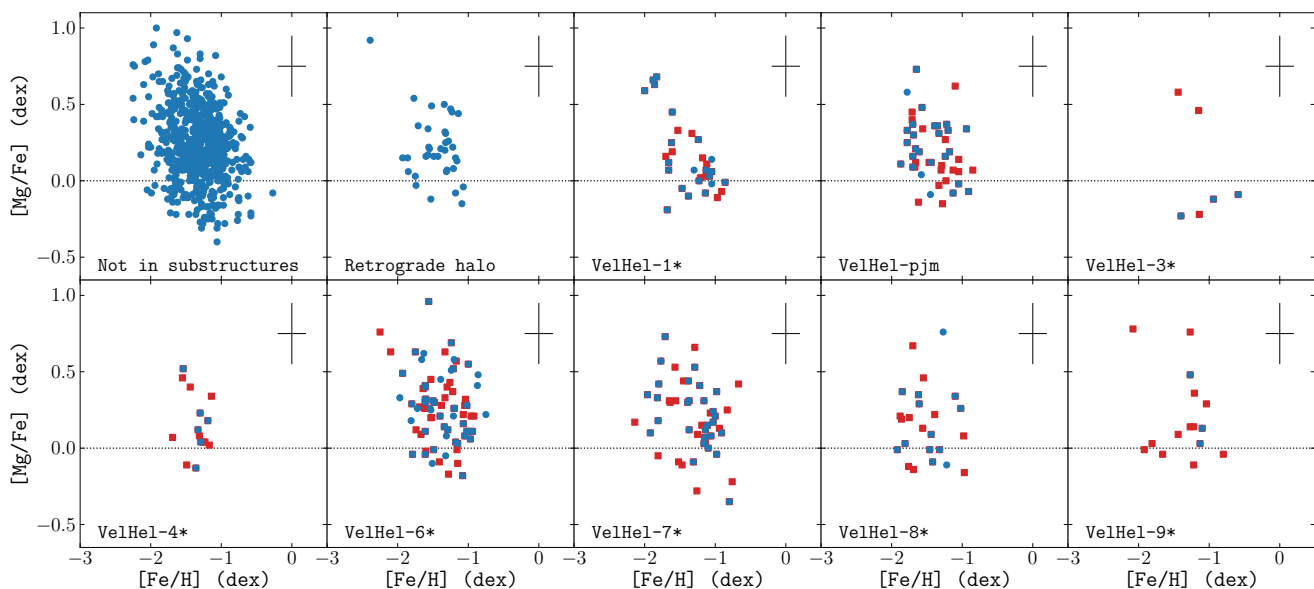 1.0
0.5
0.0
−0.5
[Mg/Fe] (dex)
Not in substructures
Retrograde halo
VelHel-1*
VelHel-pjm
VelHel-3*
1.0
0.5
0.0
−0.5
[Mg/Fe] (dex)
VelHel-4*
VelHel-6*
VelHel-7*
VelHel-8*
VelHel-9*
−3 −2 −1 0 −3 −2 −1 0 −3 −2 −1 0 −3 −2 −1 0 −3 −2 −1 0
[Fe/H] (dex) [Fe/H] (dex) [Fe/H] (dex) [Fe/H] (dex) [Fe/H] (dex)